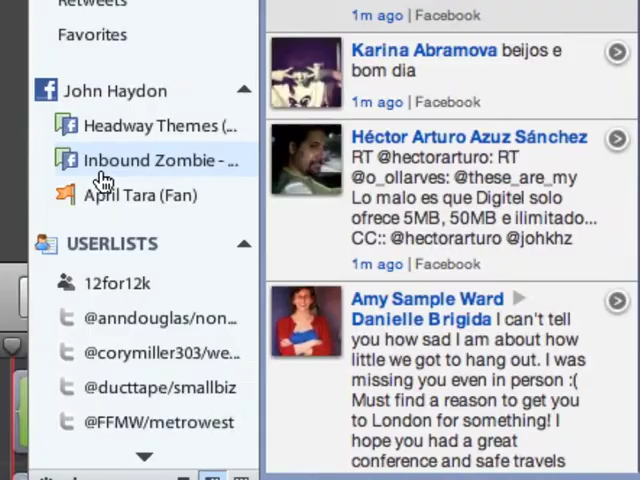 Retweets
Favorites
John Haydon
Headway Themes (...
Inbound Zombie - ...
April Tara (Fan)
USERLISTS
12for12k
@anndouglas/non...
@corymiller303/we...
@ducttape/smallbiz
@FFMW/metrowest
1m ago | Facebook
Karina Abramova beijos e
bom dia
1m ago | Facebook
Héctor Arturo Azuz Sánchez
RT @hectorarturo: RT
@o_ollarves: @these_are_my
Lo malo es que Digitel solo
ofrece 5MB, 50MB e ilimitado...
CC:: @hectorarturo @johkhz
1m ago | Facebook
Amy Sample Ward
Danielle Brigida I can't tell
you how sad I am about how
little we got to hang out. I was
missing you even in person :(
Must find a reason to get you
to London for something! I
hope you had a great
conference and safe travels